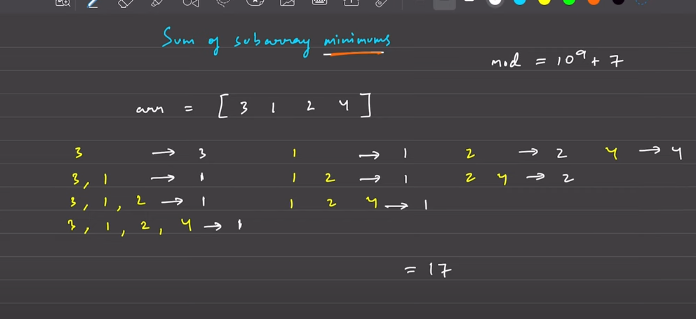 Sum of subarray minimums
mod = 10^9 + 7
arr = [ 3 1 2 4 ]
3 → 3 1 → 1 2 → 2 4 → 4
3, 1 → 1 1 2 → 1 2 4 → 2
3, 1, 2 → 1 1 2 4 → 1
3, 1, 2, 4 → 1
= 17